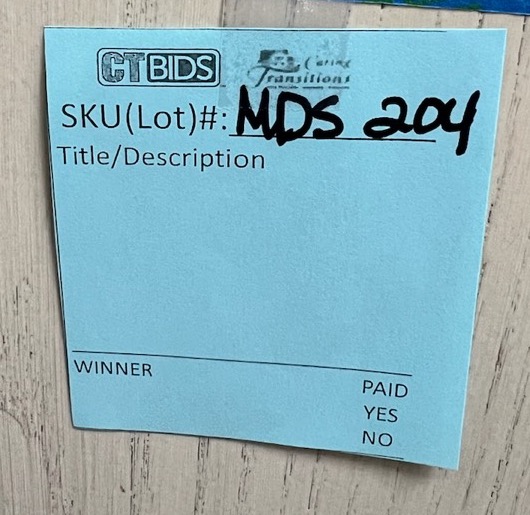 CTBIDS Caring
Transitions
SKU(Lot)#: MDS 204
Title/Description
WINNER
PAID
YES
NO